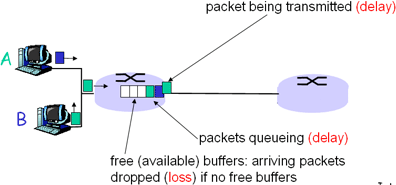 packet being transmitted (delay)
A
B
packets queueing (delay)
free (available) buffers: arriving packets
dropped (loss) if no free buffers